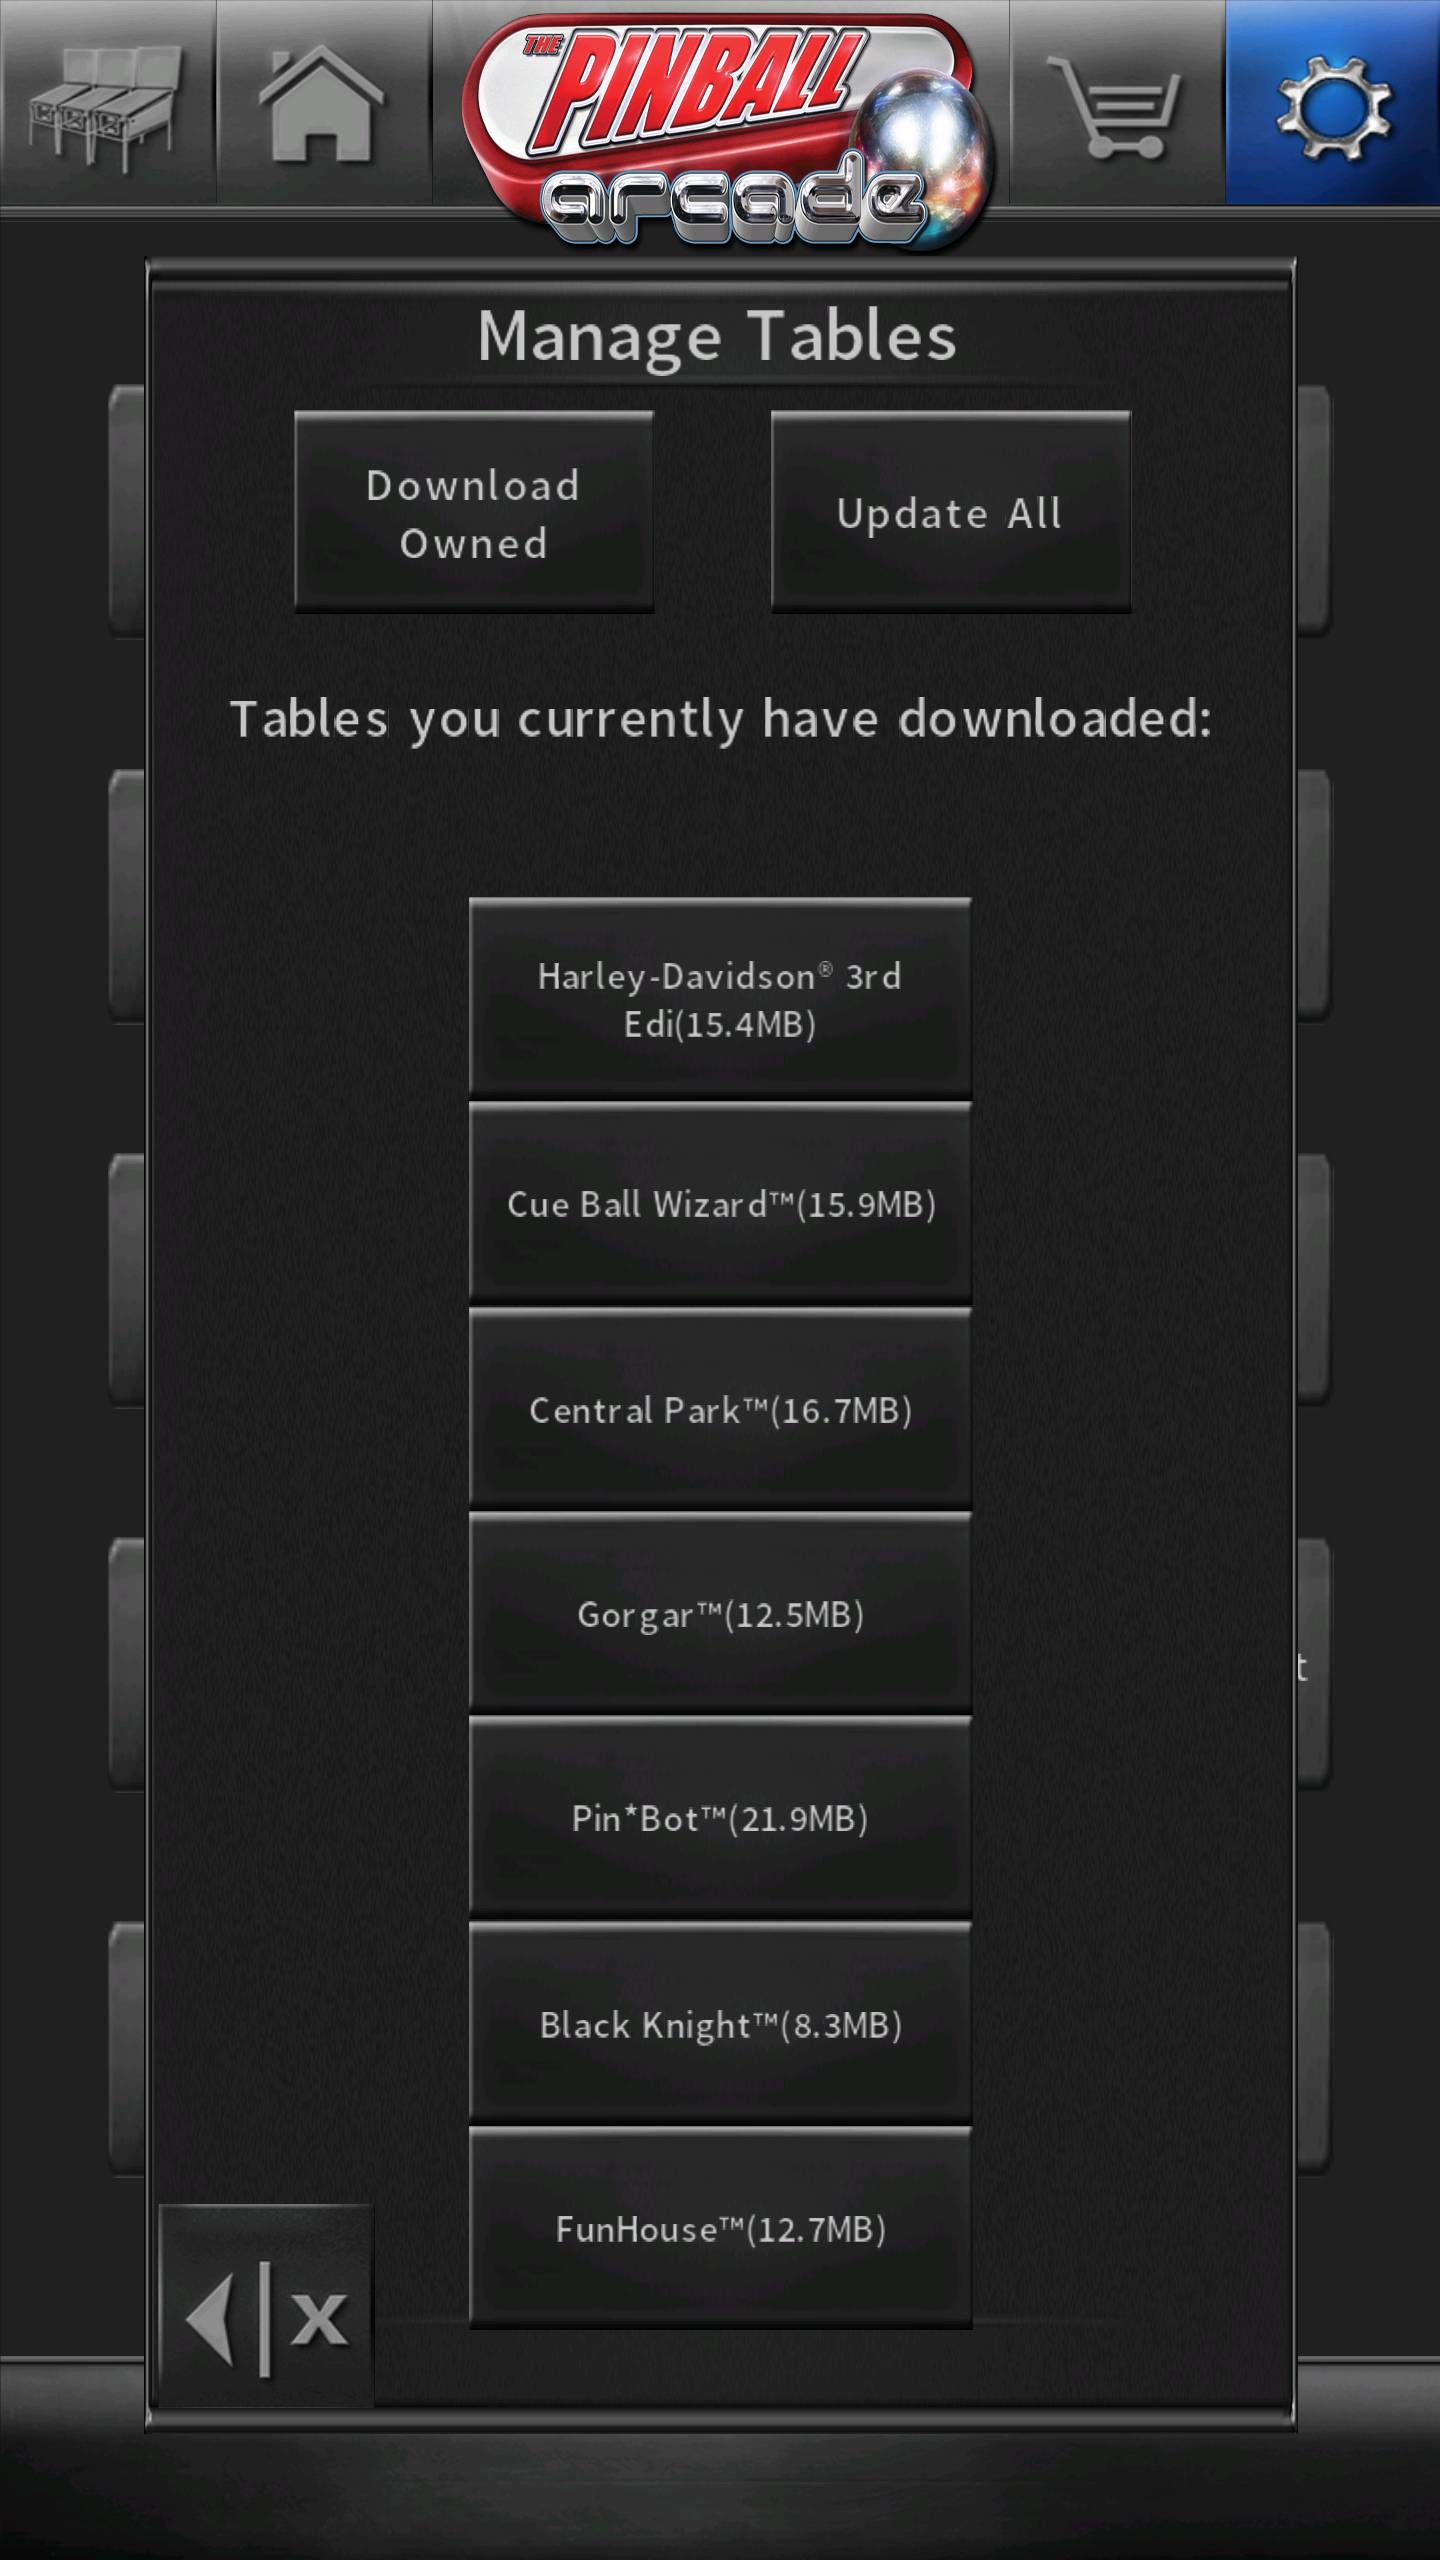 THE PINBALL
arcade
Manage Tables
Download
Owned
Update All
Tables you currently have downloaded:
Harley-Davidson® 3rd
Edi(15.4MB)
Cue Ball Wizard™(15.9MB)
Central Park™(16.7MB)
Gorgar™(12.5MB)
t
Pin*Bot™(21.9MB)
Black Knight™(8.3MB)
FunHouse™(12.7MB)
x